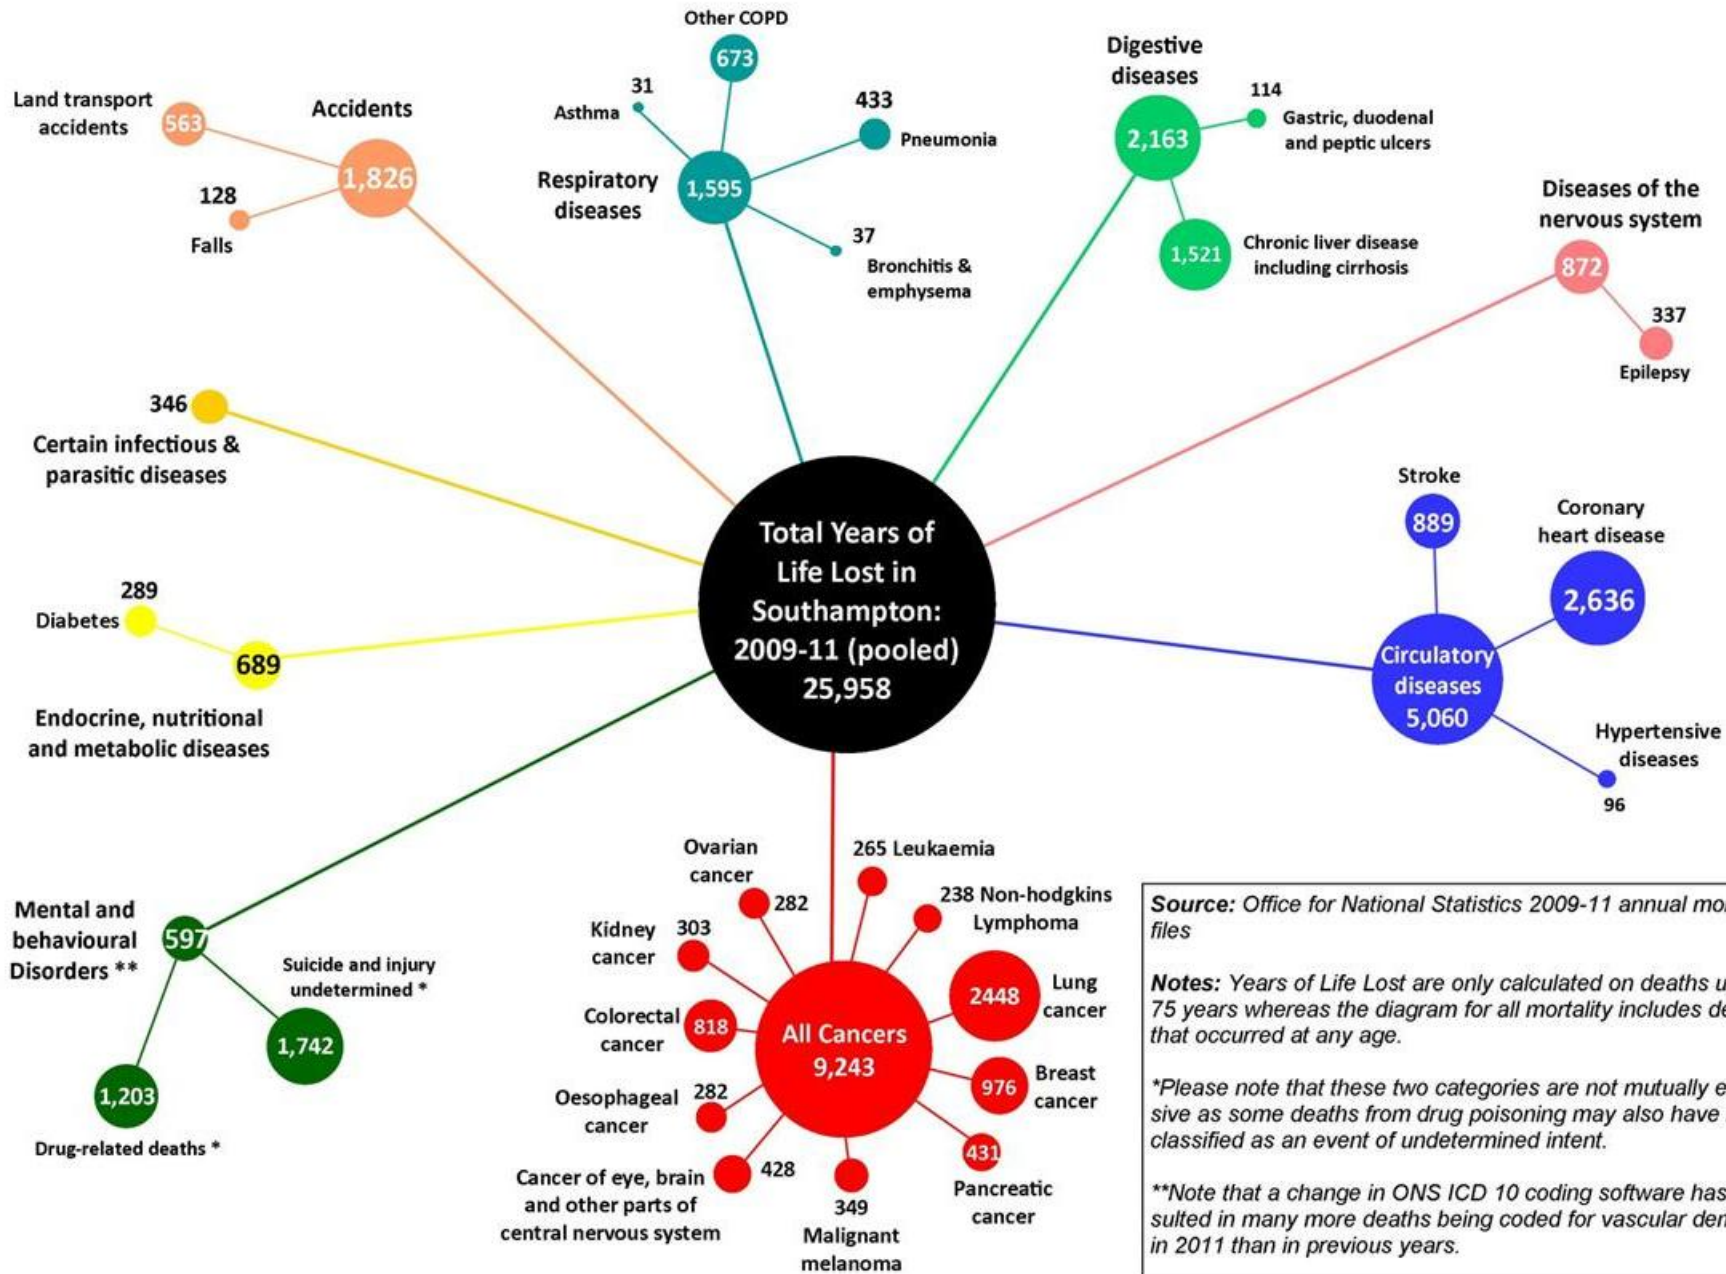 Other COPD
673
31
Asthma
433
Pneumonia
Respiratory
diseases
1,595
37
Bronchitis &
emphysema
Land transport
accidents
563
Accidents
1,826
128
Falls
Digestive
diseases
2,163
114
Gastric, duodenal
and peptic ulcers
1,521
Chronic liver disease
including cirrhosis
Diseases of the
nervous system
872
337
Epilepsy
346
Certain infectious &
parasitic diseases
289
Diabetes
689
Endocrine, nutritional
and metabolic diseases
Total Years of
Life Lost in
Southampton:
2009-11 (pooled)
25,958
Stroke
889
Coronary
heart disease
2,636
Circulatory
diseases
5,060
Hypertensive
diseases
96
Mental and
behavioural
Disorders **
597
Suicide and injury
undetermined *
1,742
1,203
Drug-related deaths *
Ovarian
cancer
282
265 Leukaemia
238 Non-hodgkins
Lymphoma
Kidney
cancer
303
2448
Lung
cancer
Colorectal
cancer
818
All Cancers
9,243
976
Breast
cancer
Oesophageal
cancer
282
431
Pancreatic
cancer
Cancer of eye, brain
and other parts of
central nervous system
428
349
Malignant
melanoma
Source: Office for National Statistics 2009-11 annual mor
files
Notes: Years of Life Lost are only calculated on deaths u
75 years whereas the diagram for all mortality includes de
that occurred at any age.
*Please note that these two categories are not mutually e
sive as some deaths from drug poisoning may also have
classified as an event of undetermined intent.
**Note that a change in ONS ICD 10 coding software has
sulted in many more deaths being coded for vascular dem
in 2011 than in previous years.